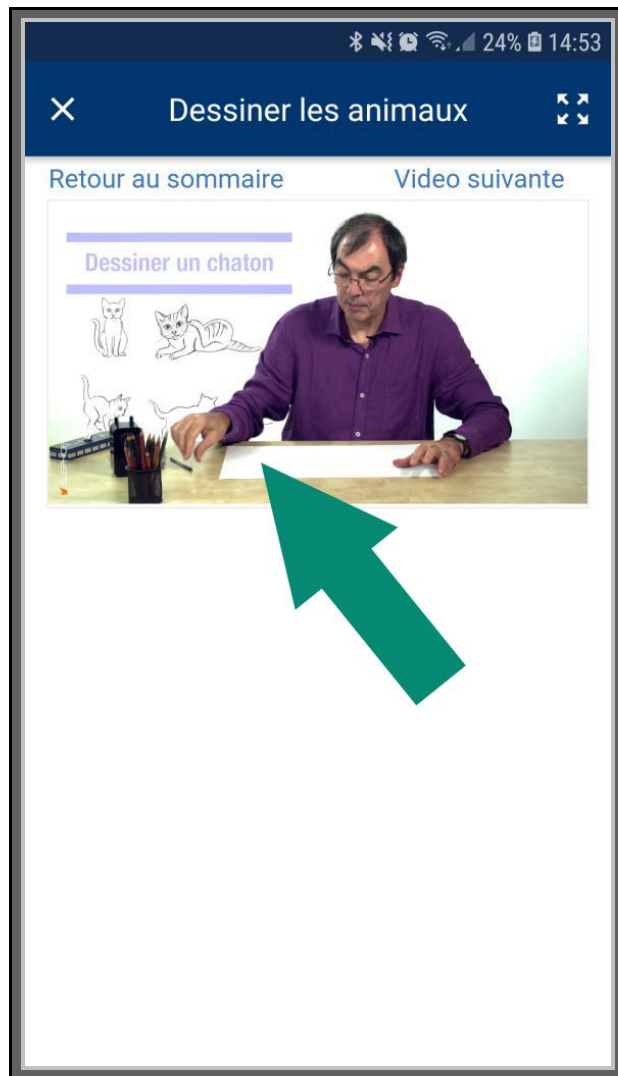 24% 14:53
Dessiner les animaux
Retour au sommaire Video suivante
Dessiner un chaton